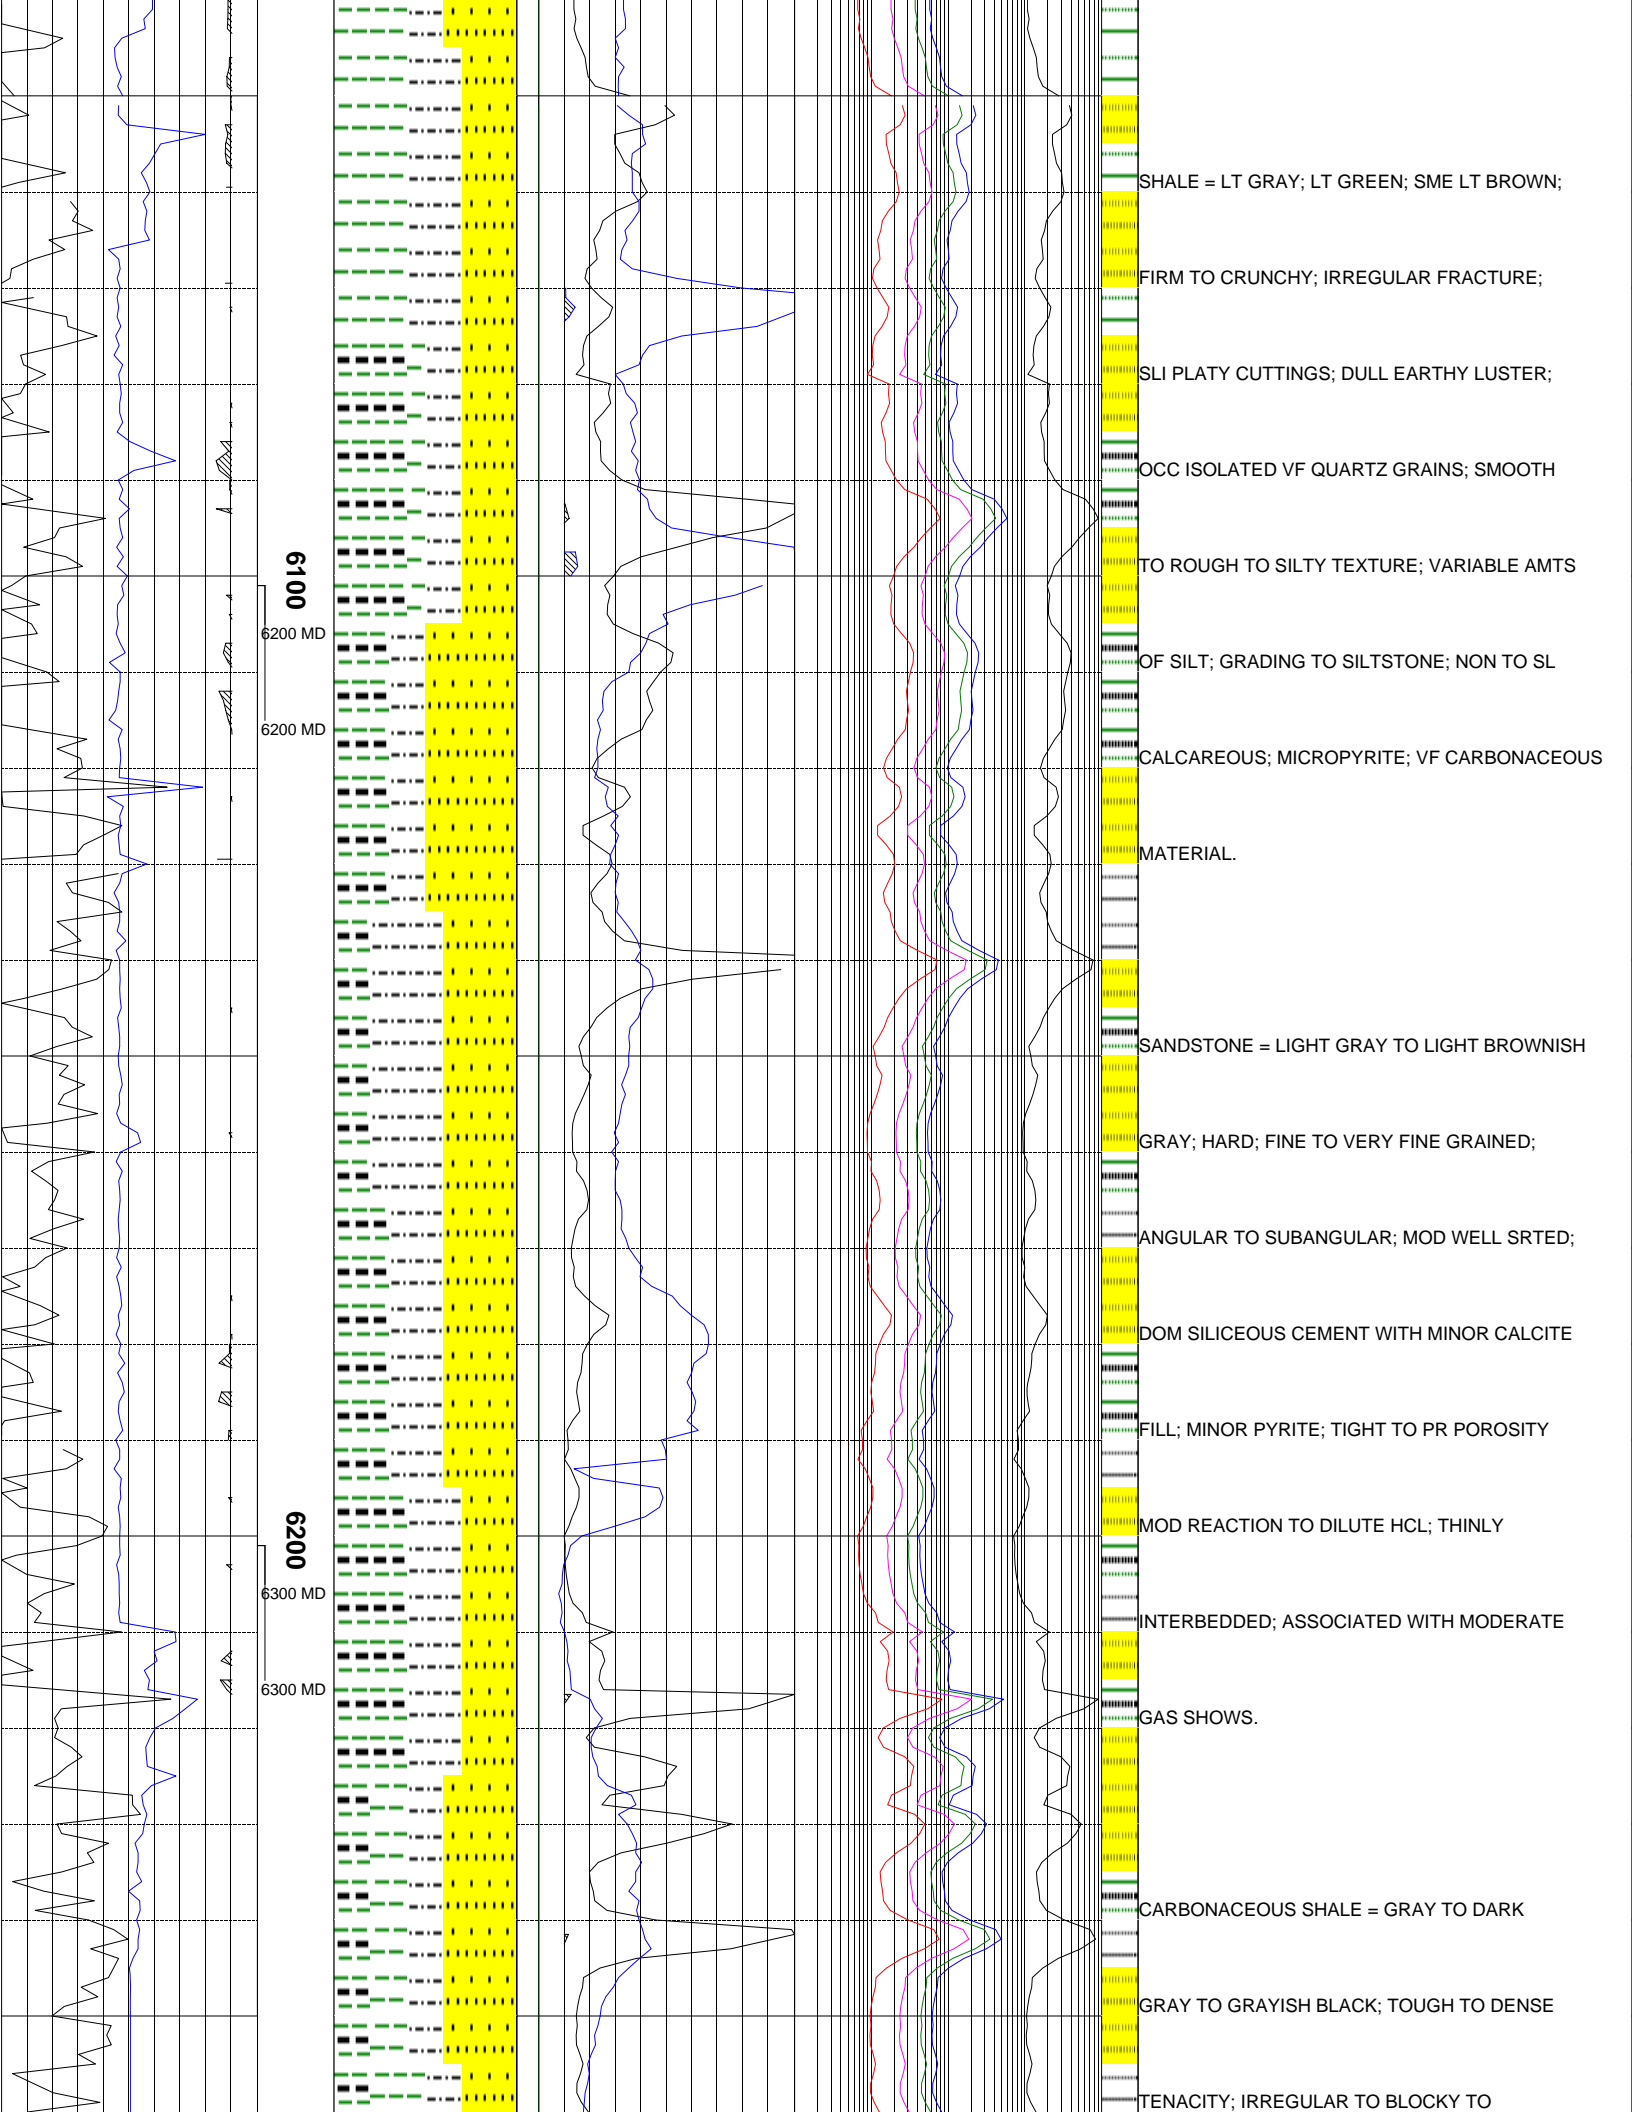 SHALE = LT GRAY; LT GREEN; SME LT BROWN;
FIRM TO CRUNCHY; IRREGULAR FRACTURE;
SLI PLATY CUTTINGS; DULL EARTHY LUSTER;
OCC ISOLATED VF QUARTZ GRAINS; SMOOTH
6100
TO ROUGH TO SILTY TEXTURE; VARIABLE AMTS
6200 MD
OF SILT; GRADING TO SILTSTONE; NON TO SL
6200 MD
CALCAREOUS; MICROPYRITE; VF CARBONACEOUS
MATERIAL.
SANDSTONE = LIGHT GRAY TO LIGHT BROWNISH
GRAY; HARD; FINE TO VERY FINE GRAINED;
ANGULAR TO SUBANGULAR; MOD WELL SRTED;
DOM SILICEOUS CEMENT WITH MINOR CALCITE
FILL; MINOR PYRITE; TIGHT TO PR POROSITY
6200
MOD REACTION TO DILUTE HCL; THINLY
6300 MD
INTERBEDDED; ASSOCIATED WITH MODERATE
6300 MD
GAS SHOWS.
CARBONACEOUS SHALE = GRAY TO DARK
GRAY TO GRAYISH BLACK; TOUGH TO DENSE
TENACITY; IRREGULAR TO BLOCKY TO